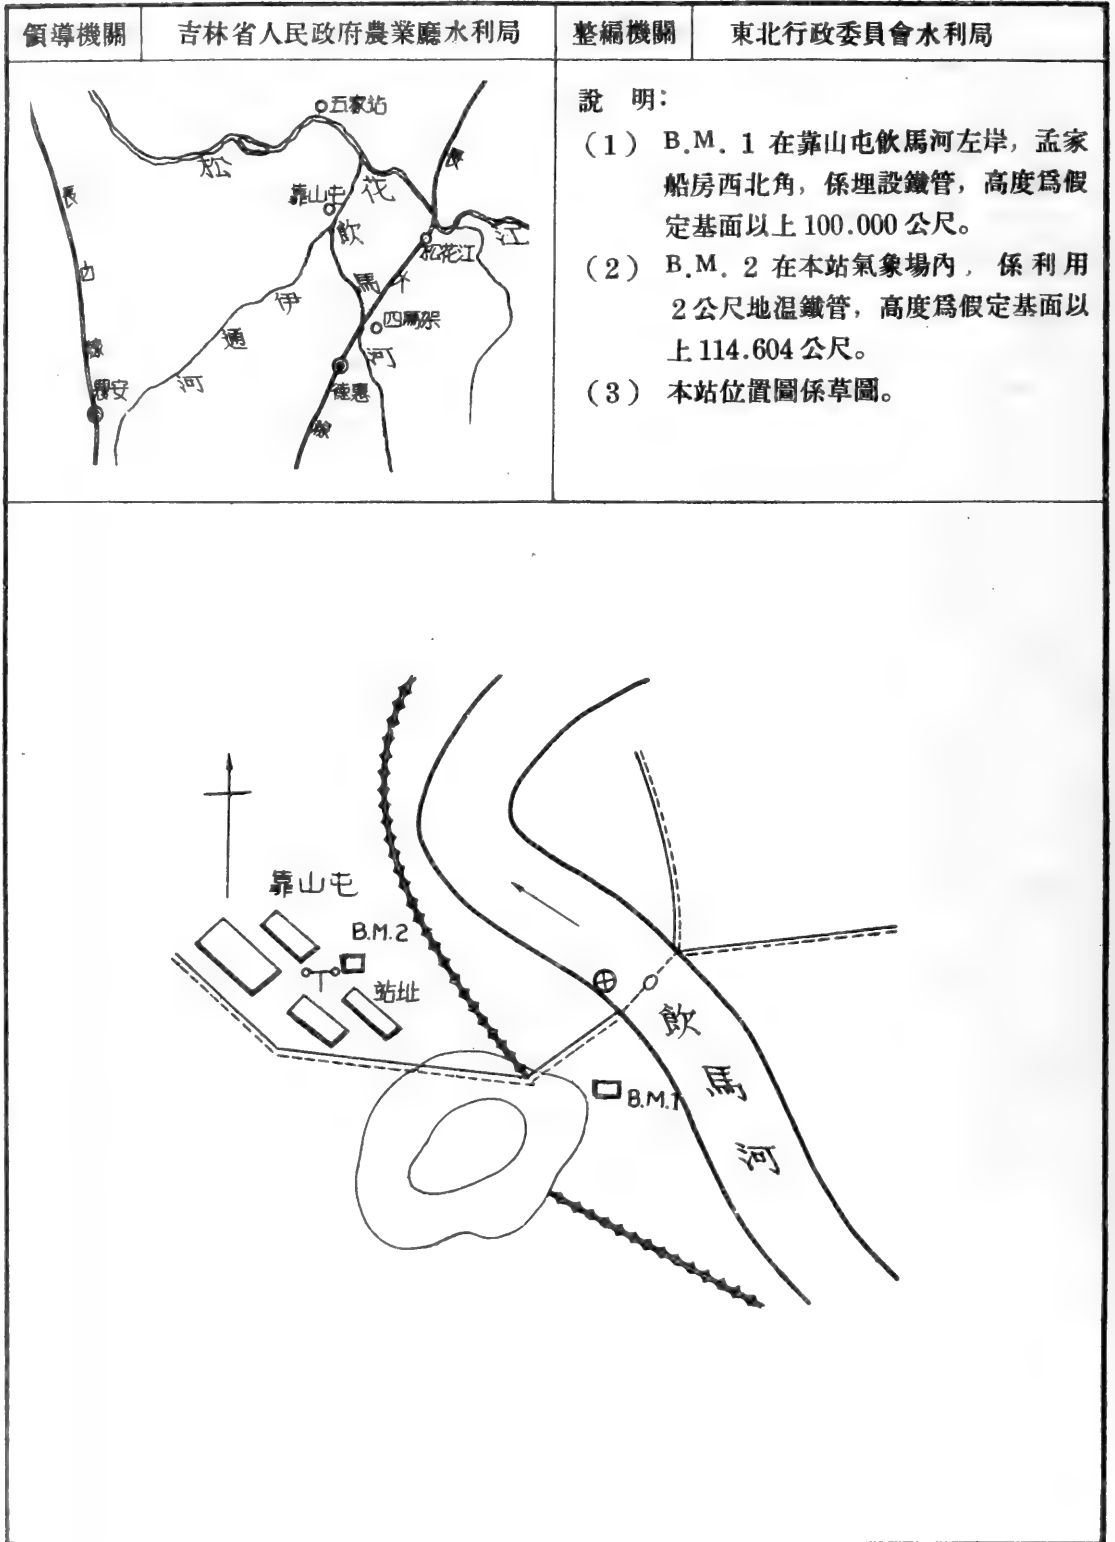 領導機關 吉林省人民政府農業廳水利局 整編機關 東北行政委員會水利局
五家站
松
花
江
長
靠山屯
飲
馬
河
松花江
伊
通
河
四馬架
德惠
線
長
白
線
農安
說 明：
(1) B.M. 1 在靠山屯飲馬河左岸，孟家
船房西北角，係埋設鐵管，高度爲假
定基面以上 100.000 公尺。
(2) B.M. 2 在本站氣象場內，係利用
2公尺地温鐵管，高度爲假定基面以
上 114.604 公尺。
(3) 本站位置圖係草圖。
靠山屯
B.M.2
站址
飲
馬
河
B.M.1